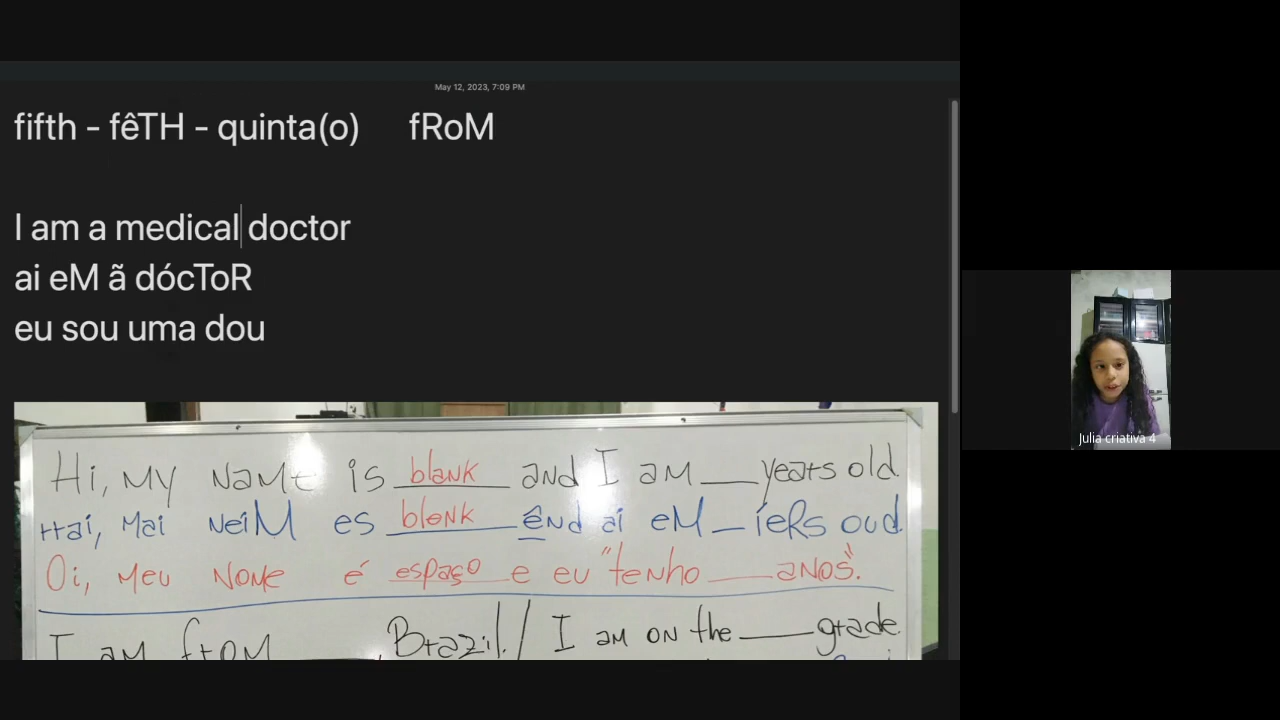 May 12, 2023, 7:09 PM
fifth - fêTH - quinta(o) fRoM
I am a medical doctor
ai eM ã dócToR
eu sou uma dou
Hi, my name is blank and I am ___ years old.
Hai, Mai neiM es blenk ênd ai eM _ ieRs oud.
Oi, meu nome é espaço e eu "tenho ___ anos".
I am from ___, Brazil. / I am on the ___ grade.
Julia criativa 4